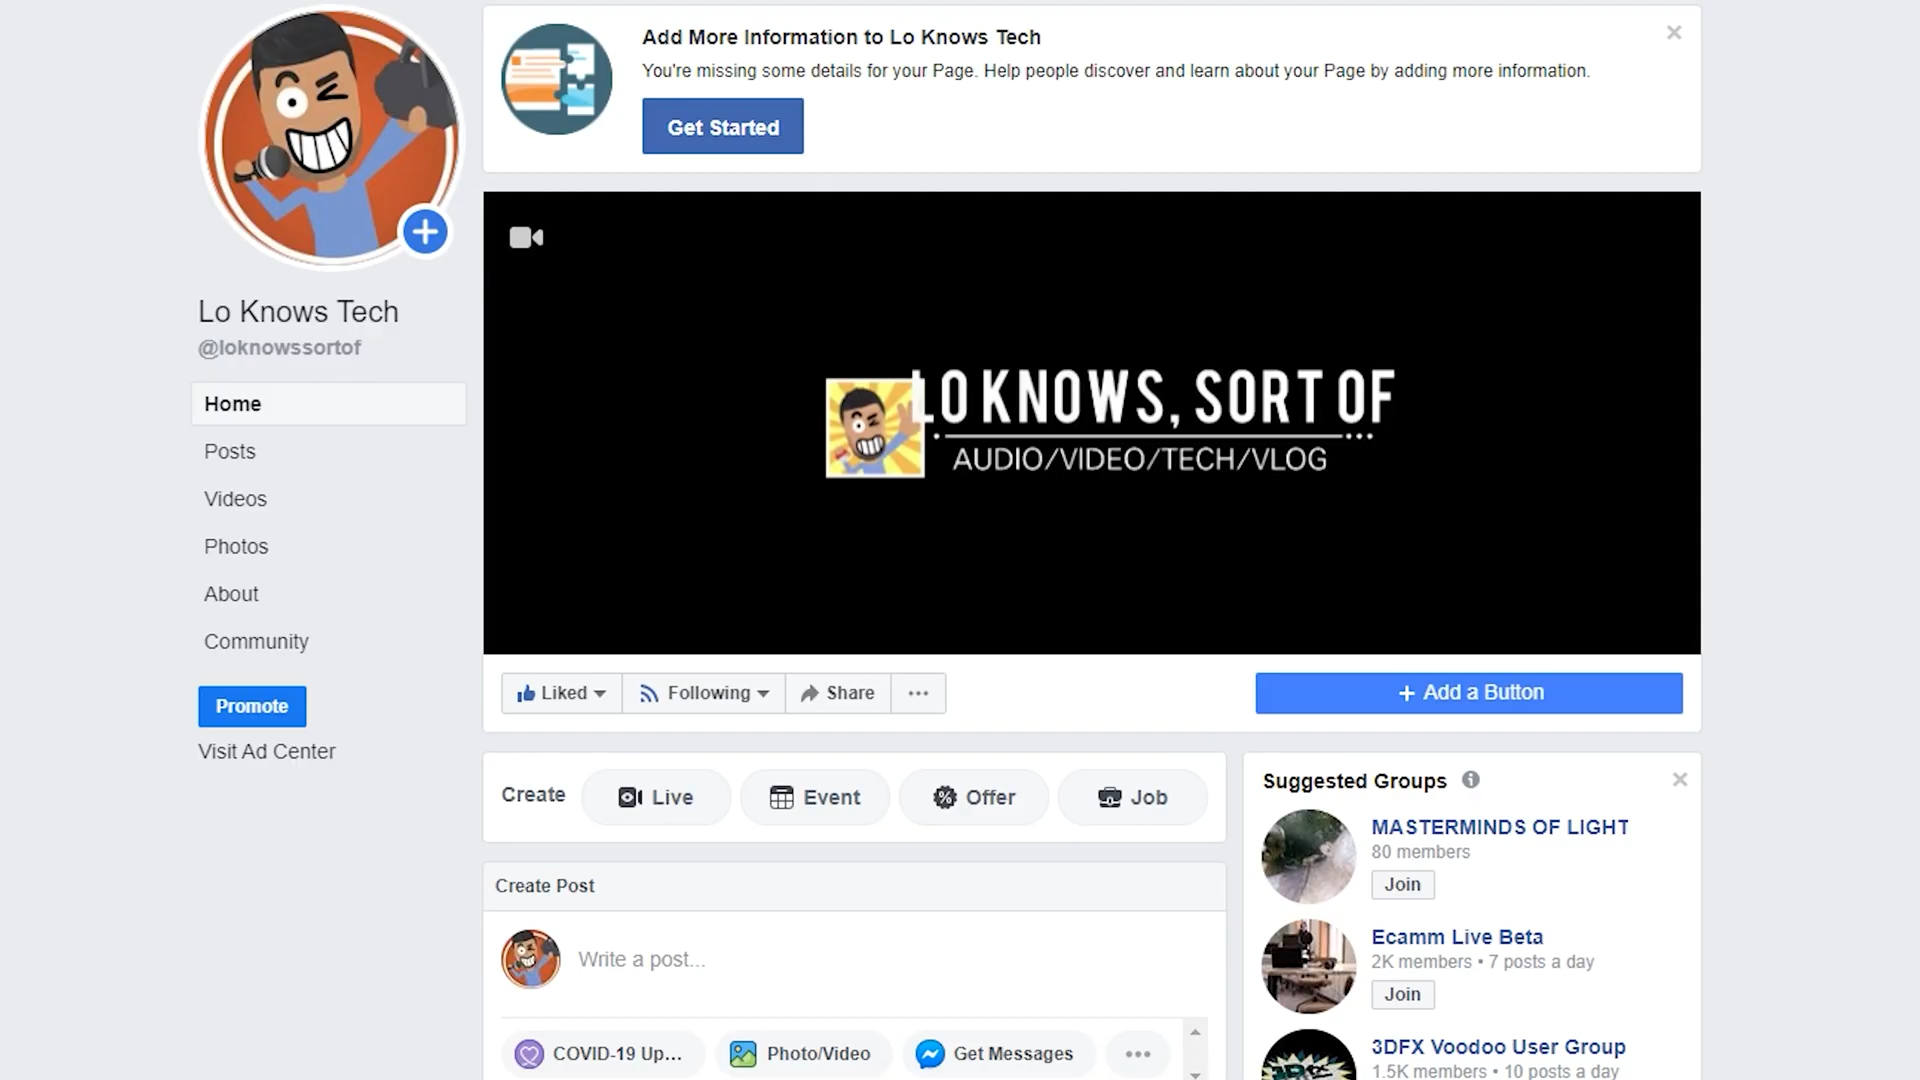 Add More Information to Lo Knows Tech
You're missing some details for your Page. Help people discover and learn about your Page by adding more information.
Get Started
Lo Knows Tech
@loknowssortof
Home
Posts
Videos
Photos
About
Community
Promote
Visit Ad Center
LO KNOWS, SORT OF
AUDIO/VIDEO/TECH/VLOG
Liked
Following
Share
+ Add a Button
Create
Live
Event
Offer
Job
Create Post
Write a post...
COVID-19 Up...
Photo/Video
Get Messages
Suggested Groups
MASTERMINDS OF LIGHT
80 members
Join
Ecamm Live Beta
2K members • 7 posts a day
Join
3DFX Voodoo User Group
1.5K members • 10 posts a day